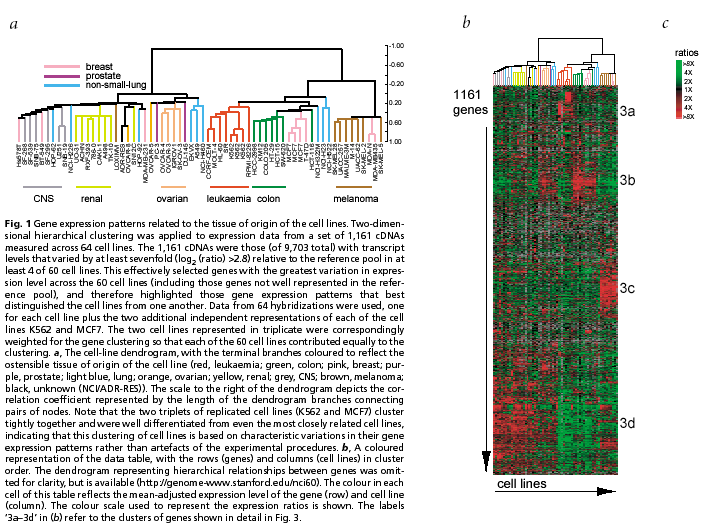 a
b
c
breast
prostate
non-small-lung
-1.00
-0.60
-0.20
0.20
0.60
1.00
CNS
renal
ovarian
leukaemia
colon
melanoma
1161
genes
cell lines
3a
3b
3c
3d
ratios
>8X
4X
2X
1X
2X
4X
>8X
Fig. 1 Gene expression patterns related to the tissue of origin of the cell lines. Two-dimen-
sional hierarchical clustering was applied to expression data from a set of 1,161 cDNAs
measured across 64 cell lines. The 1,161 cDNAs were those (of 9,703 total) with transcript
levels that varied by at least sevenfold (log2 (ratio) >2.8) relative to the reference pool in at
least 4 of 60 cell lines. This effectively selected genes with the greatest variation in expres-
sion level across the 60 cell lines (including those genes not well represented in the refer-
ence pool), and therefore highlighted those gene expression patterns that best
distinguished the cell lines from one another. Data from 64 hybridizations were used, one
for each cell line plus the two additional independent representations of each of the cell
lines K562 and MCF7. The two cell lines represented in triplicate were correspondingly
weighted for the gene clustering so that each of the 60 cell lines contributed equally to the
clustering. a, The cell-line dendrogram, with the terminal branches coloured to reflect the
ostensible tissue of origin of the cell line (red, leukaemia; green, colon; pink, breast; pur-
ple, prostate; light blue, lung; orange, ovarian; yellow, renal; grey, CNS; brown, melanoma;
black, unknown (NCI/ADR-RES)). The scale to the right of the dendrogram depicts the cor-
relation coefficient represented by the length of the dendrogram branches connecting
pairs of nodes. Note that the two triplets of replicated cell lines (K562 and MCF7) cluster
tightly together and were well differentiated from even the most closely related cell lines,
indicating that this clustering of cell lines is based on characteristic variations in their gene
expression patterns rather than artefacts of the experimental procedures. b, A coloured
representation of the data table, with the rows (genes) and columns (cell lines) in cluster
order. The dendrogram representing hierarchical relationships between genes was omit-
ted for clarity, but is available (http://genome-www.stanford.edu/nci60). The colour in each
cell of this table reflects the mean-adjusted expression level of the gene (row) and cell line
(column). The colour scale used to represent the expression ratios is shown. The labels
'3a–3d' in (b) refer to the clusters of genes shown in detail in Fig. 3.